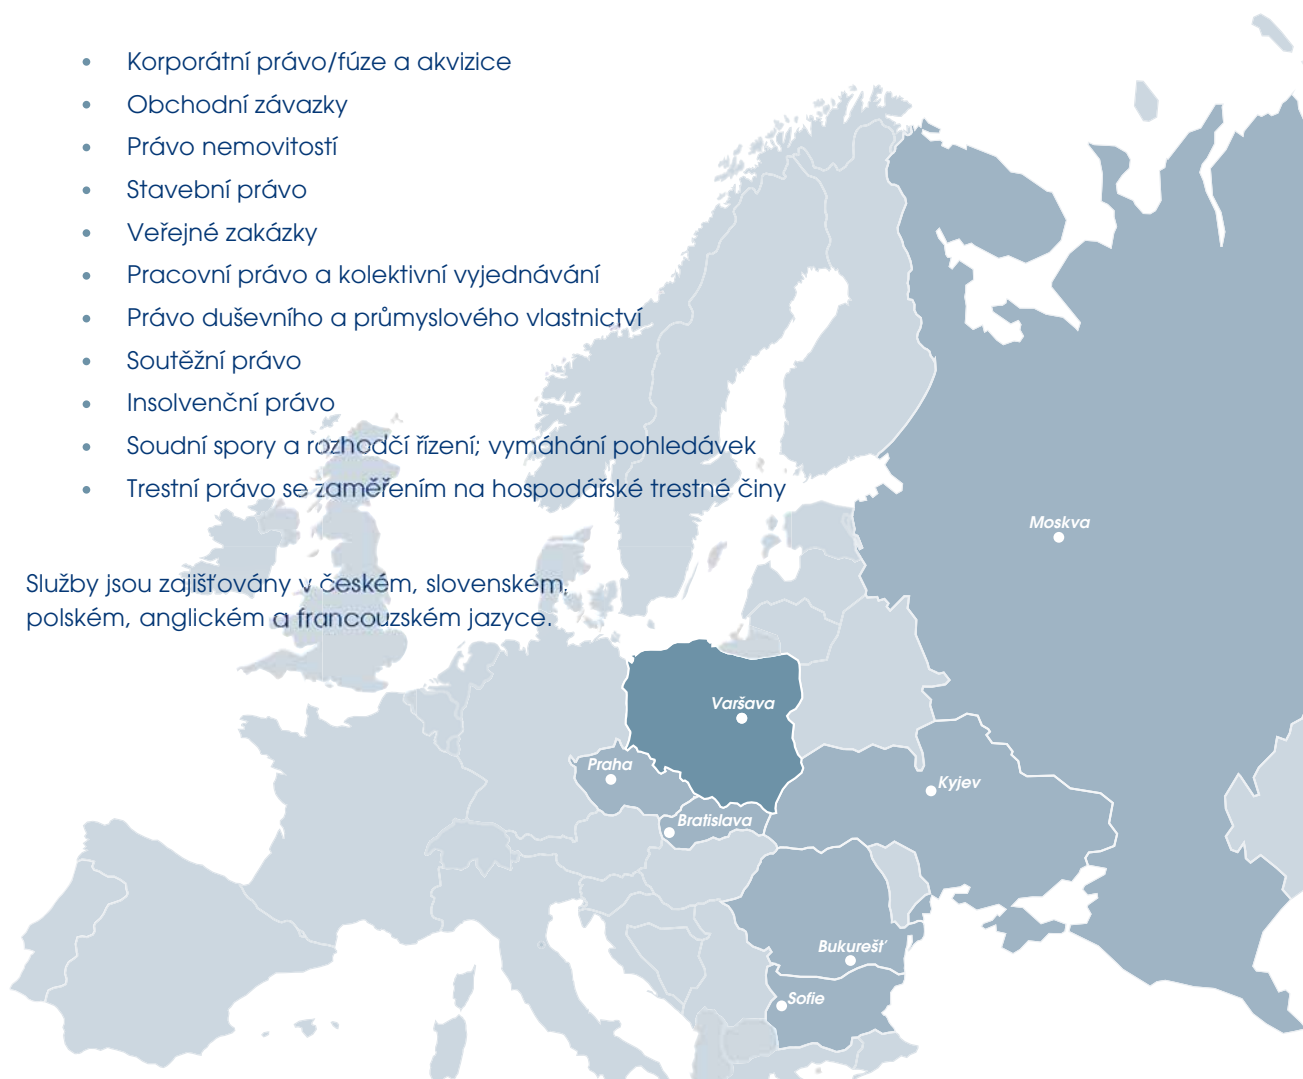 Korporátní právo/fúze a akvizice
Obchodní závazky
Právo nemovitostí
Stavební právo
Veřejné zakázky
Pracovní právo a kolektivní vyjednávání
Právo duševního a průmyslového vlastnictví
Soutěžní právo
Insolvenční právo
Soudní spory a rozhodčí řízení; vymáhání pohledávek
Trestní právo se zaměřením na hospodářské trestné činy
Služby jsou zajišťovány v českém, slovenském,
polském, anglickém a francouzském jazyce.
Moskva
Varšava
Praha
Kyjev
Bratislava
Bukurešť
Sofie